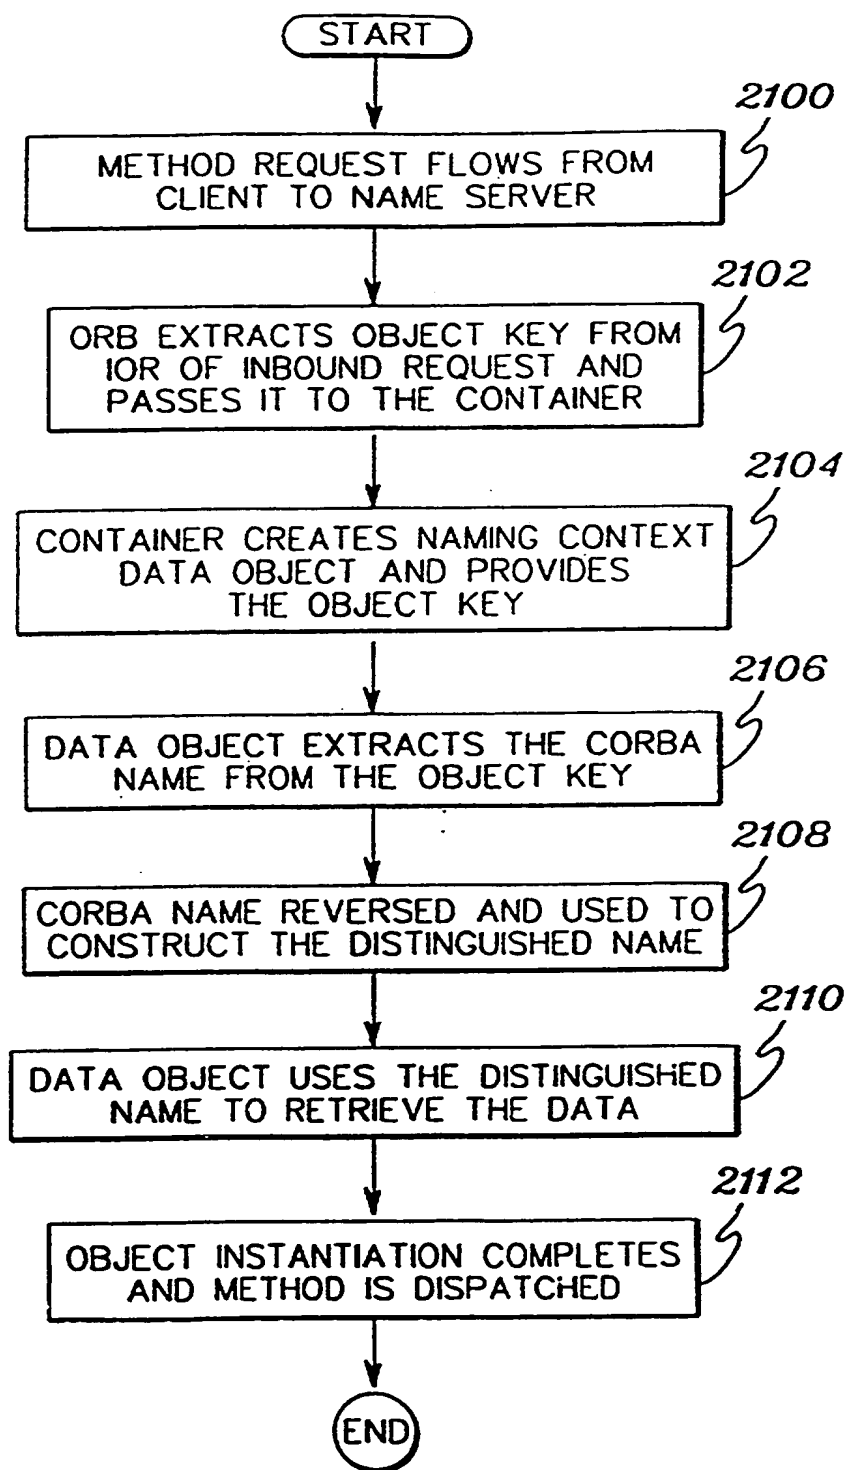 START
2100
METHOD REQUEST FLOWS FROM
CLIENT TO NAME SERVER
2102
ORB EXTRACTS OBJECT KEY FROM
IOR OF INBOUND REQUEST AND
PASSES IT TO THE CONTAINER
2104
CONTAINER CREATES NAMING CONTEXT
DATA OBJECT AND PROVIDES
THE OBJECT KEY
2106
DATA OBJECT EXTRACTS THE CORBA
NAME FROM THE OBJECT KEY
2108
CORBA NAME REVERSED AND USED TO
CONSTRUCT THE DISTINGUISHED NAME
2110
DATA OBJECT USES THE DISTINGUISHED
NAME TO RETRIEVE THE DATA
2112
OBJECT INSTANTIATION COMPLETES
AND METHOD IS DISPATCHED
END